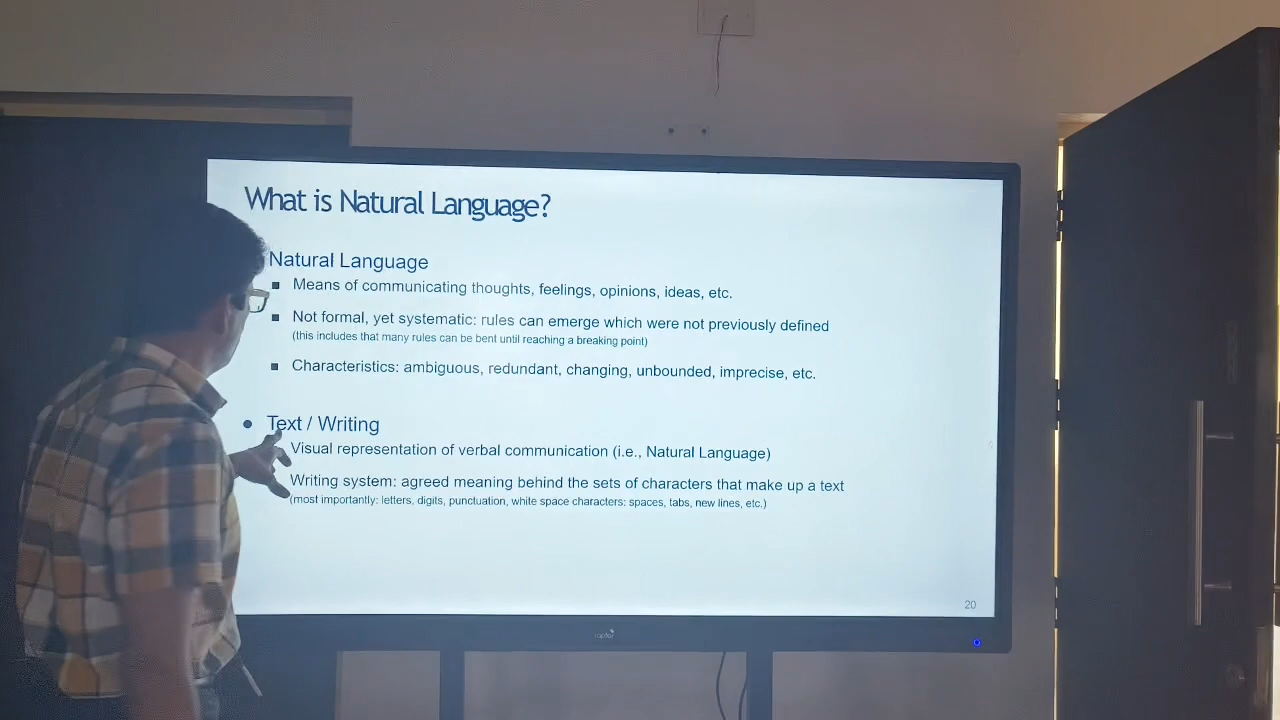 What is Natural Language?
Natural Language
Means of communicating thoughts, feelings, opinions, ideas, etc.
Not formal, yet systematic: rules can emerge which were not previously defined
(this includes that many rules can be bent until reaching a breaking point)
Characteristics: ambiguous, redundant, changing, unbounded, imprecise, etc.
Text / Writing
Visual representation of verbal communication (i.e., Natural Language)
Writing system: agreed meaning behind the sets of characters that make up a text
(most importantly: letters, digits, punctuation, white space characters: spaces, tabs, new lines, etc.)
20